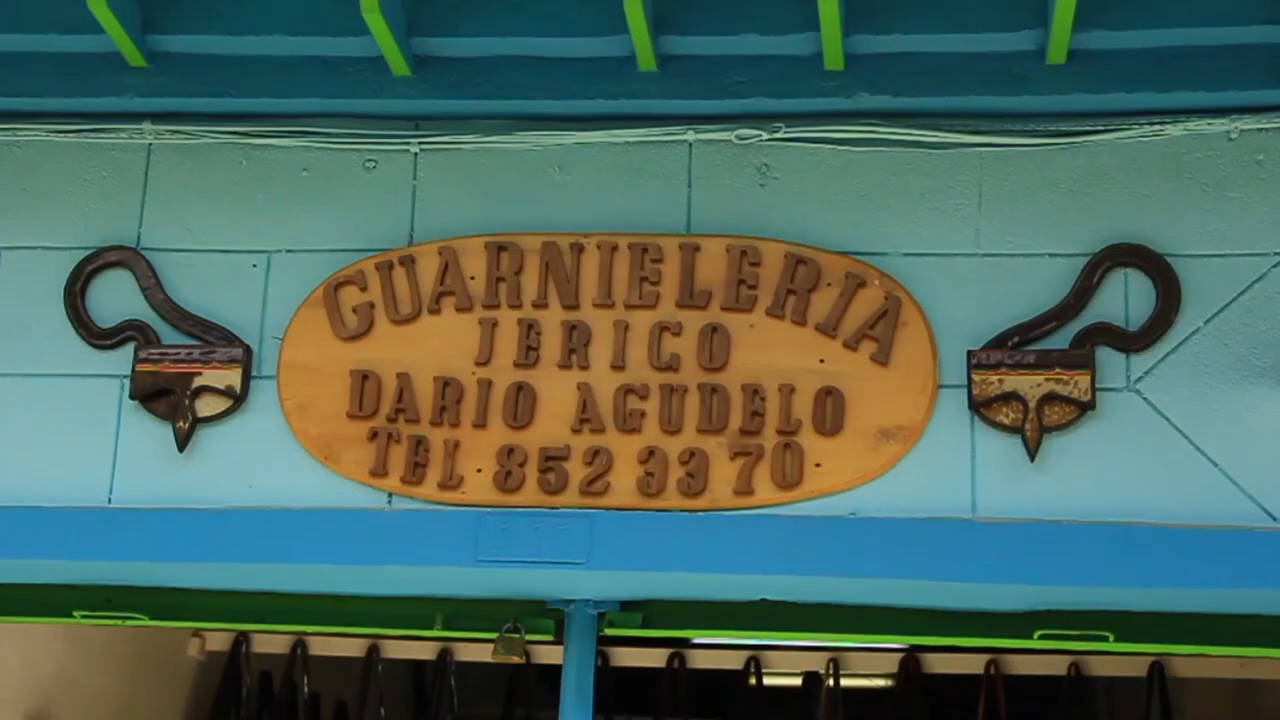 GUARNIELERIA
JERICO
DARIO AGUDELO
TEL 852 33 70